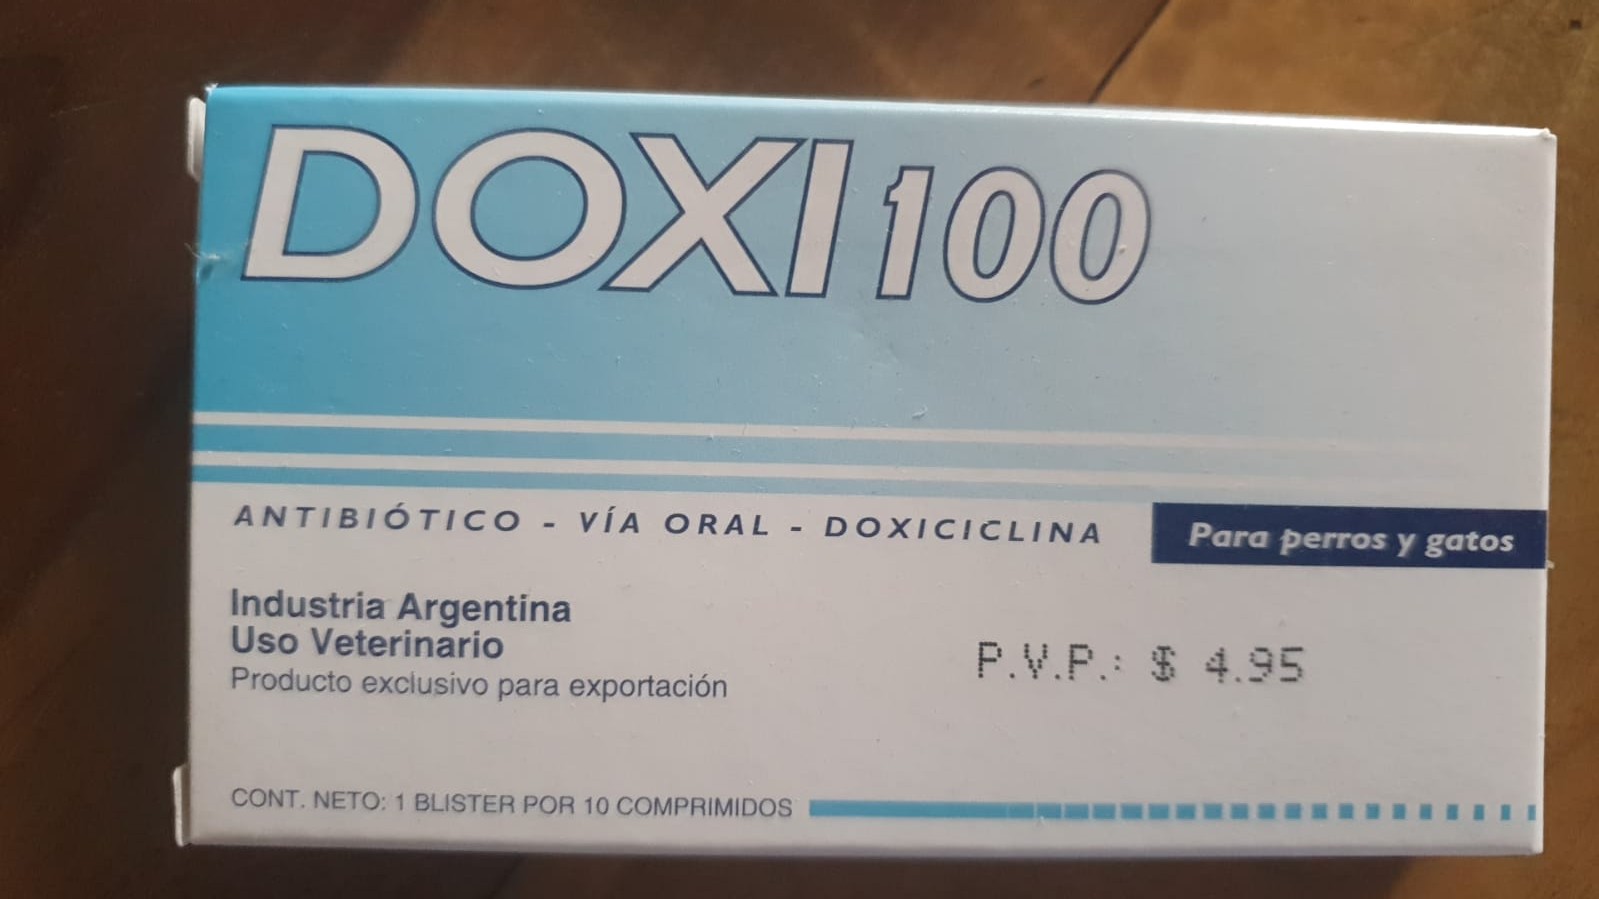 DOXI 100
ANTIBIÓTICO - VÍA ORAL - DOXICICLINA
Para perros y gatos
Industria Argentina
Uso Veterinario
Producto exclusivo para exportación
P.V.P.: $ 4.95
CONT. NETO: 1 BLISTER POR 10 COMPRIMIDOS